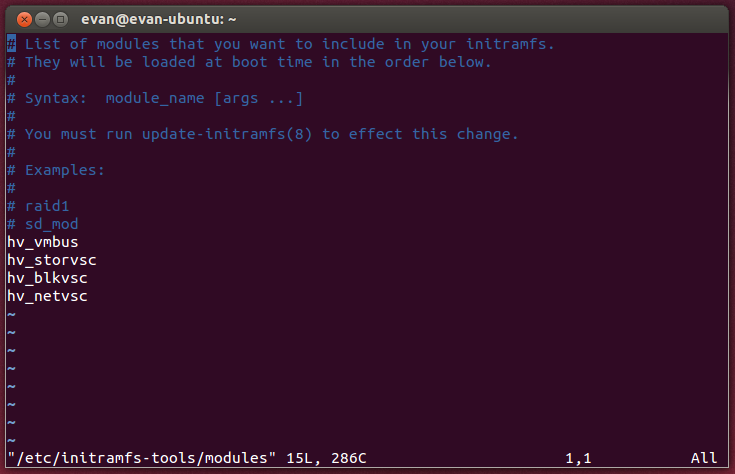 evan@evan-ubuntu: ~
# List of modules that you want to include in your initramfs.
# They will be loaded at boot time in the order below.
#
# Syntax:  module_name [args ...]
#
# You must run update-initramfs(8) to effect this change.
#
# Examples:
#
# raid1
# sd_mod
hv_vmbus
hv_storvsc
hv_blkvsc
hv_netvsc
~
~
~
~
~
~
~
~
"/etc/initramfs-tools/modules" 15L, 286C 1,1 All